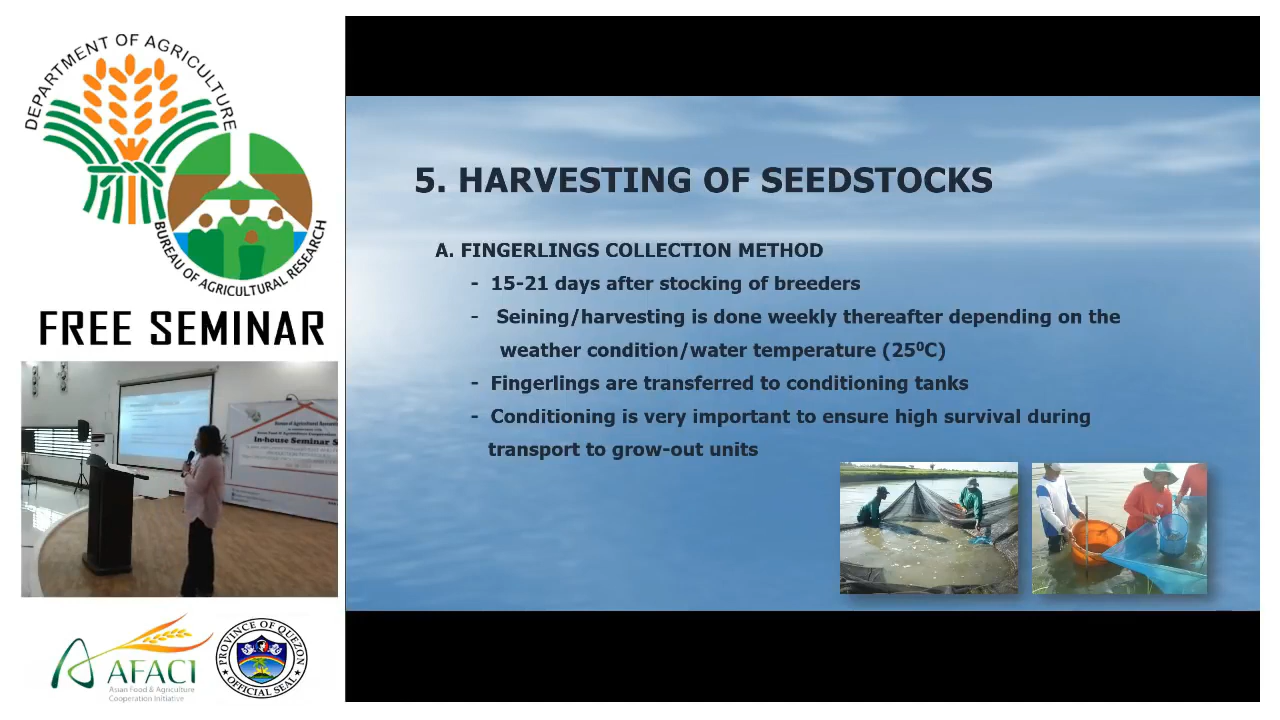 DEPARTMENT OF AGRICULTURE
BUREAU OF AGRICULTURAL RESEARCH
FREE SEMINAR
In-house Seminar
AFACI
Asian Food & Agriculture
Cooperation Initiative
PROVINCE OF QUEZON
OFFICIAL SEAL
5. HARVESTING OF SEEDSTOCKS
A. FINGERLINGS COLLECTION METHOD
- 15-21 days after stocking of breeders
- Seining/harvesting is done weekly thereafter depending on the
weather condition/water temperature (25⁰C)
- Fingerlings are transferred to conditioning tanks
- Conditioning is very important to ensure high survival during
transport to grow-out units